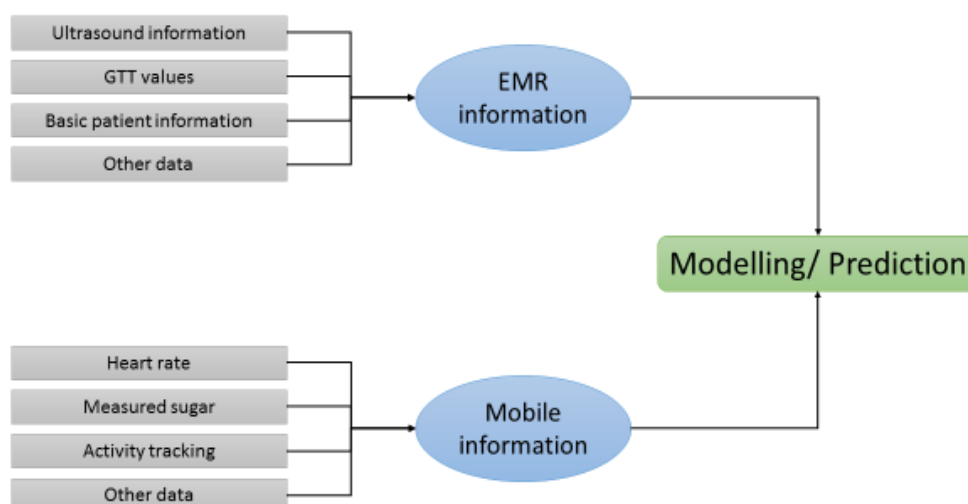 Ultrasound information
GTT values
Basic patient information
Other data
EMR
information
Modelling/ Prediction
Heart rate
Measured sugar
Activity tracking
Other data
Mobile
information